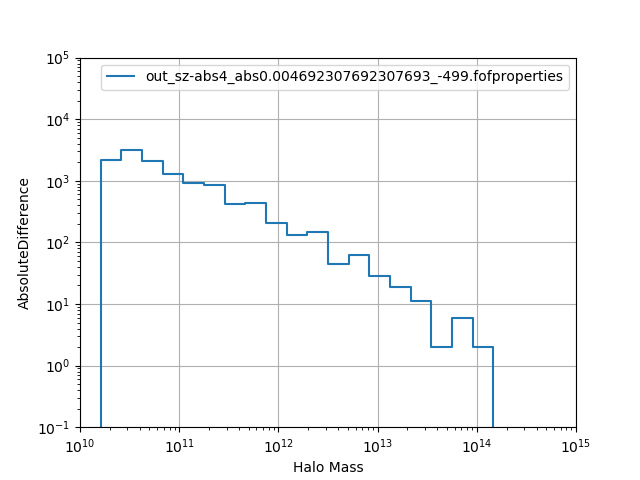 out_sz-abs4_abs0.004692307692307693_-499.fofproperties
10^5
10^4
10^3
10^2
10^1
10^0
10^-1
AbsoluteDifference
10^10 10^11 10^12 10^13 10^14 10^15
Halo Mass